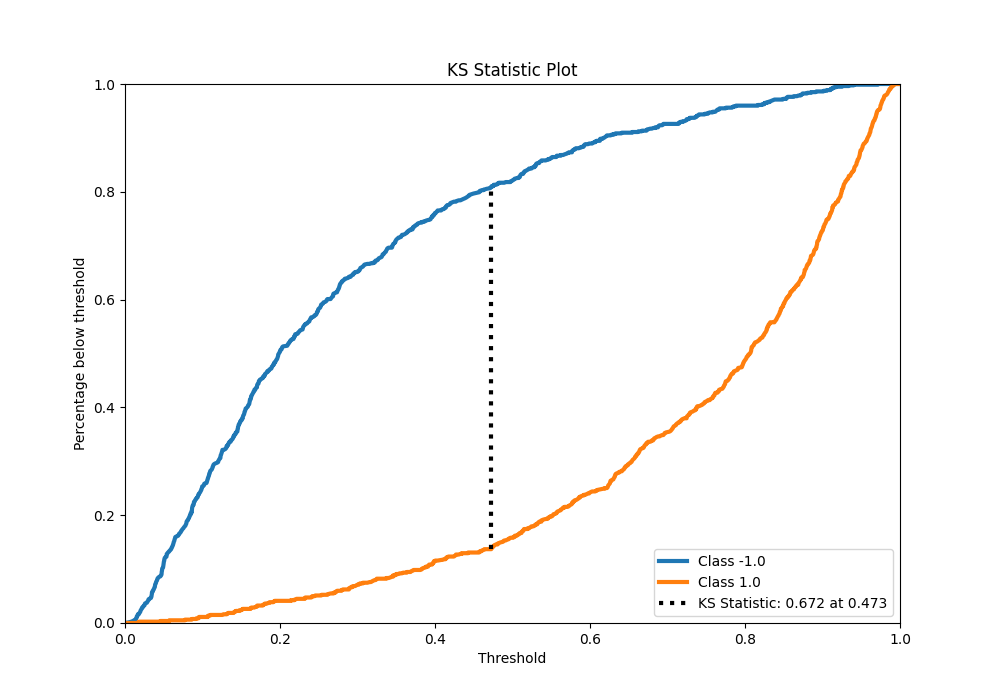 KS Statistic Plot
1.0
0.8
0.6
0.4
0.2
0.0
Percentage below threshold
0.0 0.2 0.4 0.6 0.8 1.0
Threshold
Class -1.0
Class 1.0
KS Statistic: 0.672 at 0.473